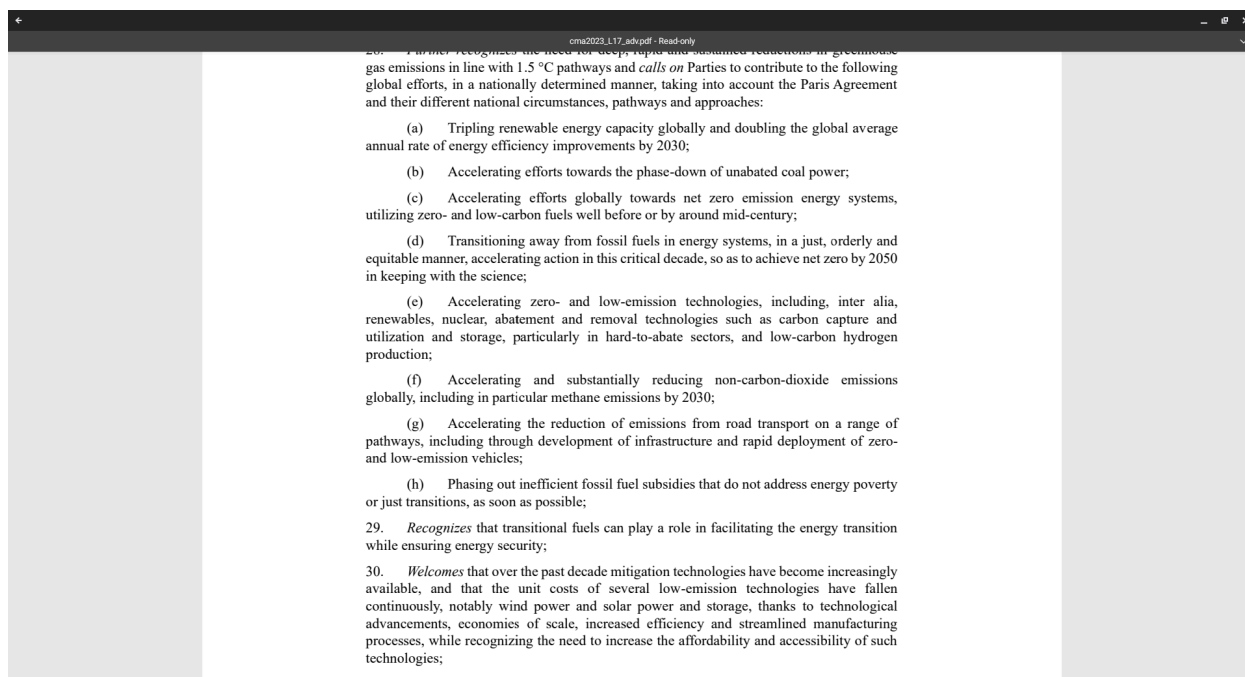 cma2023_L17_adv.pdf - Read-only
28. Further recognizes the need for deep, rapid and sustained reductions in greenhouse
gas emissions in line with 1.5 °C pathways and calls on Parties to contribute to the following
global efforts, in a nationally determined manner, taking into account the Paris Agreement
and their different national circumstances, pathways and approaches:
(a) Tripling renewable energy capacity globally and doubling the global average
annual rate of energy efficiency improvements by 2030;
(b) Accelerating efforts towards the phase-down of unabated coal power;
(c) Accelerating efforts globally towards net zero emission energy systems,
utilizing zero- and low-carbon fuels well before or by around mid-century;
(d) Transitioning away from fossil fuels in energy systems, in a just, orderly and
equitable manner, accelerating action in this critical decade, so as to achieve net zero by 2050
in keeping with the science;
(e) Accelerating zero- and low-emission technologies, including, inter alia,
renewables, nuclear, abatement and removal technologies such as carbon capture and
utilization and storage, particularly in hard-to-abate sectors, and low-carbon hydrogen
production;
(f) Accelerating and substantially reducing non-carbon-dioxide emissions
globally, including in particular methane emissions by 2030;
(g) Accelerating the reduction of emissions from road transport on a range of
pathways, including through development of infrastructure and rapid deployment of zero-
and low-emission vehicles;
(h) Phasing out inefficient fossil fuel subsidies that do not address energy poverty
or just transitions, as soon as possible;
29. Recognizes that transitional fuels can play a role in facilitating the energy transition
while ensuring energy security;
30. Welcomes that over the past decade mitigation technologies have become increasingly
available, and that the unit costs of several low-emission technologies have fallen
continuously, notably wind power and solar power and storage, thanks to technological
advancements, economies of scale, increased efficiency and streamlined manufacturing
processes, while recognizing the need to increase the affordability and accessibility of such
technologies;